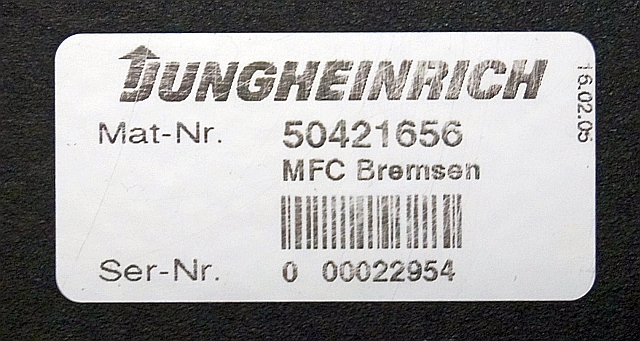 JUNGHEINRICH
Mat-Nr. 50421656
MFC Bremsen
Ser-Nr. 0 00022954
16.02.05